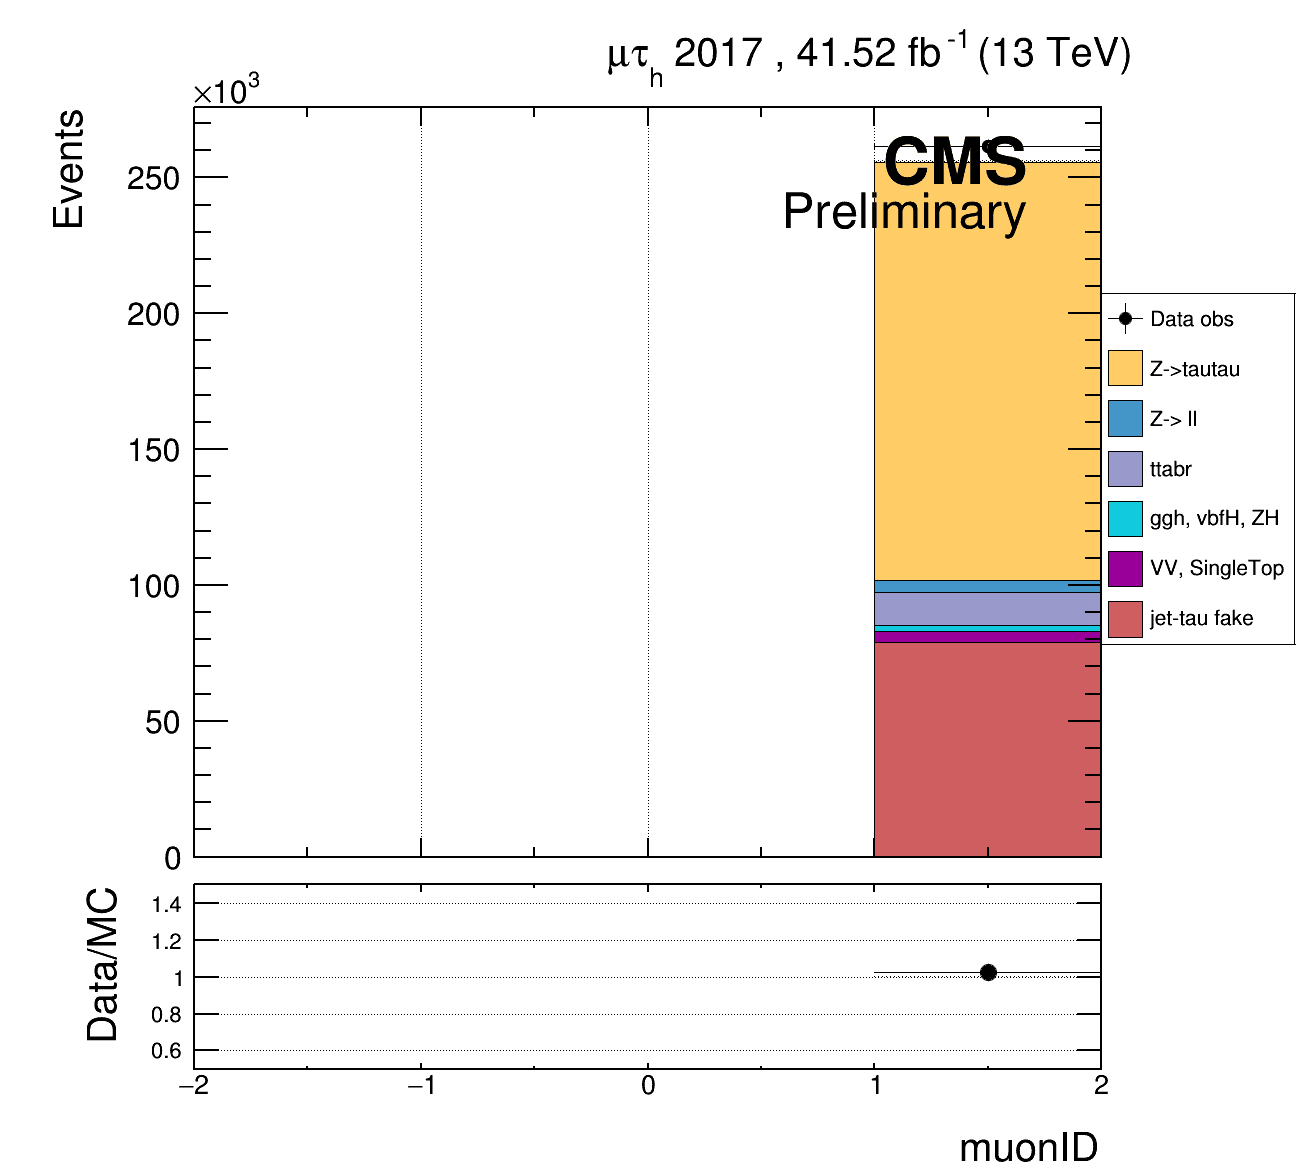 μτh 2017 , 41.52 fb-1 (13 TeV)
×103
Events
CMS
Preliminary
250
200
150
100
50
0
Data obs
Z->tautau
Z-> ll
ttabr
ggh, vbfH, ZH
VV, SingleTop
jet-tau fake
Data/MC
1.4
1.2
1
0.8
0.6
−2 −1 0 1 2
muonID